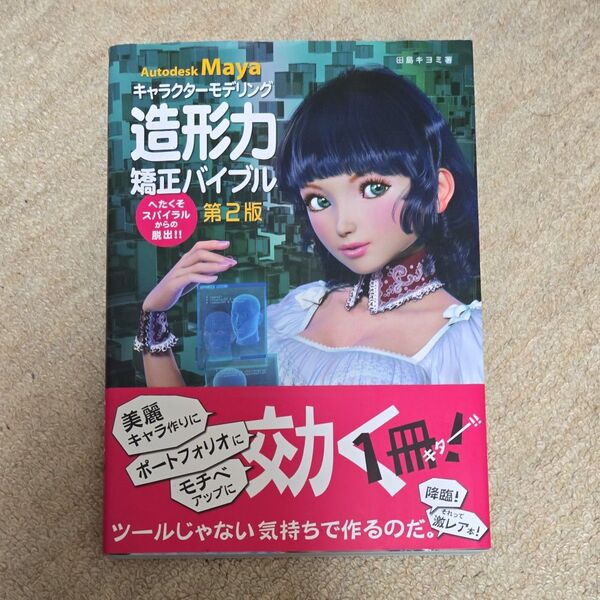 田島キヨミ著
Autodesk Maya
キャラクターモデリング
造形力
矯正バイブル
へたくそ
スパイラル
からの
脱出!!
第2版
美麗
キャラ作りに
ポートフォリオに
モチベ
アップに
効く1冊!
キター!!
降臨!
それって
激レア本!
ツールじゃない気持ちで作るのだ。